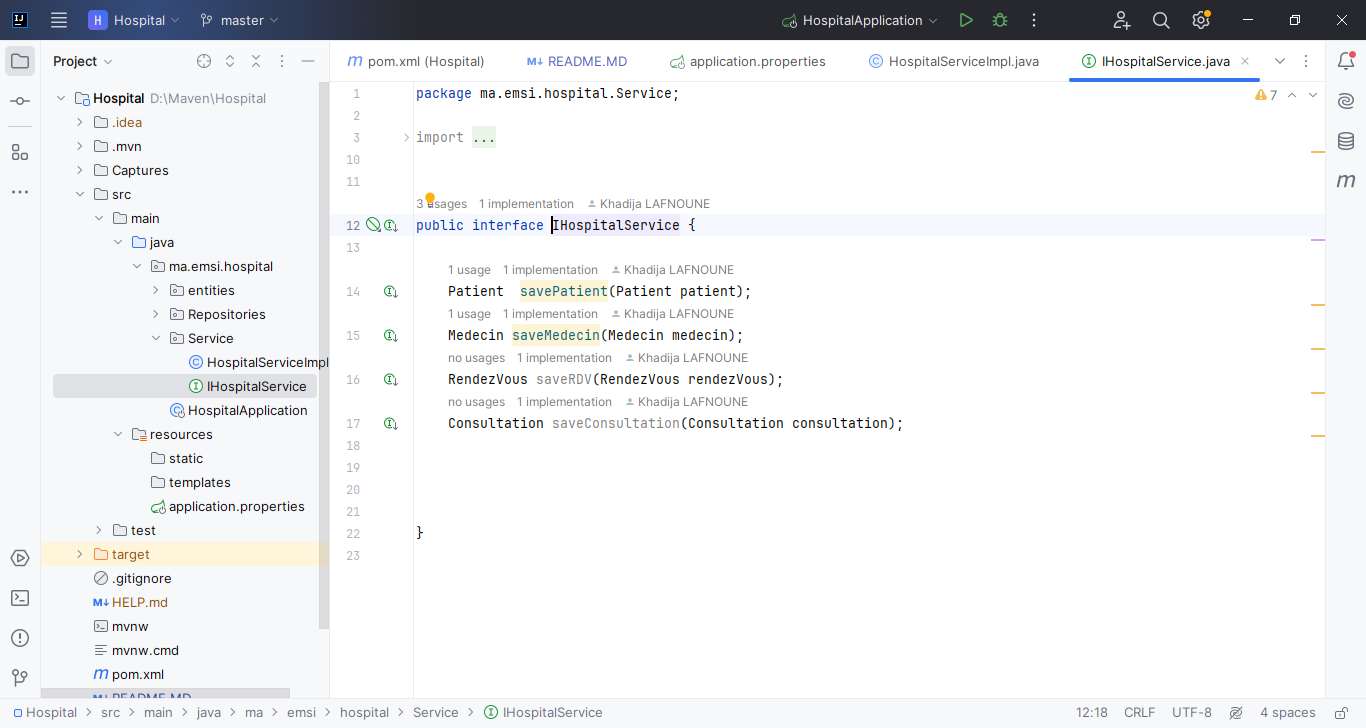 Hospital
master
HospitalApplication
Project
pom.xml (Hospital)
README.MD
application.properties
HospitalServiceImpl.java
IHospitalService.java
Hospital D:\Maven\Hospital
.idea
.mvn
Captures
src
main
java
ma.emsi.hospital
entities
Repositories
Service
HospitalServiceImpl
IHospitalService
HospitalApplication
resources
static
templates
application.properties
test
target
.gitignore
HELP.md
mvnw
mvnw.cmd
pom.xml
README.MD
7
1 package ma.emsi.hospital.Service;
2
3 import ...
10
11
3 usages 1 implementation Khadija LAFNOUNE
12 public interface IHospitalService {
13
1 usage 1 implementation Khadija LAFNOUNE
14 Patient savePatient(Patient patient);
1 usage 1 implementation Khadija LAFNOUNE
15 Medecin saveMedecin(Medecin medecin);
no usages 1 implementation Khadija LAFNOUNE
16 RendezVous saveRDV(RendezVous rendezVous);
no usages 1 implementation Khadija LAFNOUNE
17 Consultation saveConsultation(Consultation consultation);
18
19
20
21
22 }
23
Hospital > src > main > java > ma > emsi > hospital > Service > IHospitalService
12:18 CRLF UTF-8 4 spaces